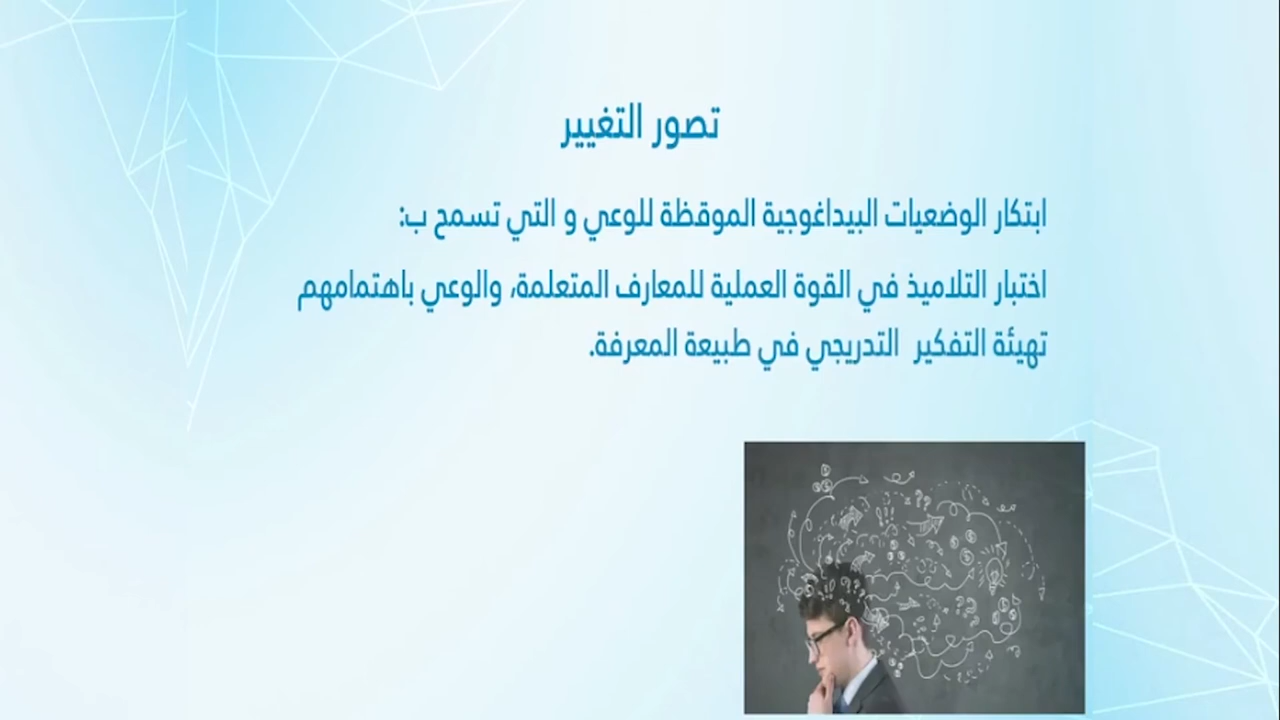 تصور التغيير
ابتكار الوضعيات البيداغوجية الموقظة للوعي و التي تسمح ب:
اختبار التلاميذ في القوة العملية للمعارف المتعلمة، والوعي باهتمامهم
تهيئة التفكير التدريجي في طبيعة المعرفة.